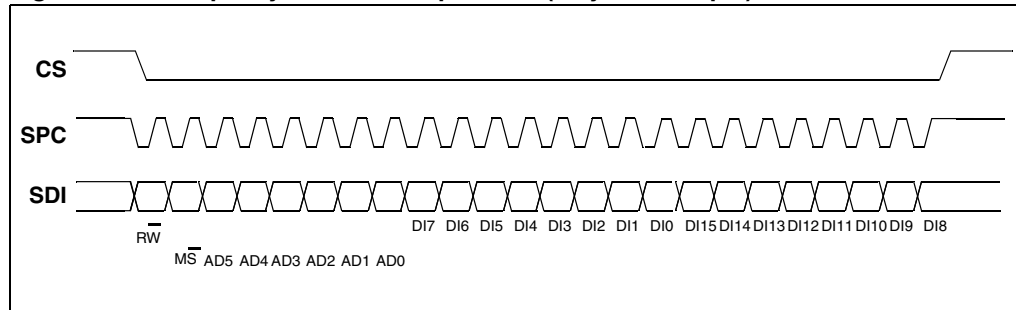 CS
SPC
SDI
DI7 DI6 DI5 DI4 DI3 DI2 DI1 DI0 DI15 DI14 DI13 DI12 DI11 DI10 DI9 DI8
RW
MS AD5 AD4 AD3 AD2 AD1 AD0